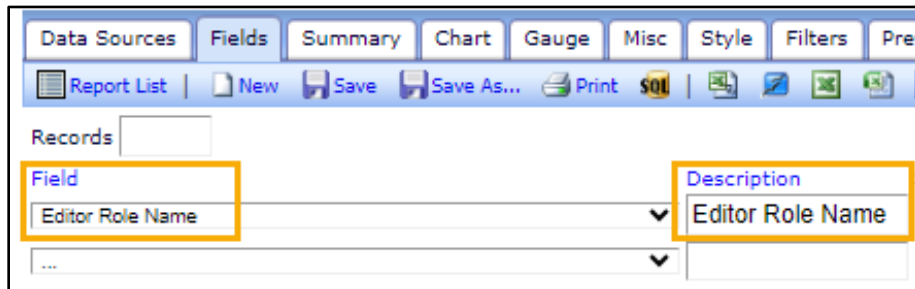 Data Sources Fields Summary Chart Gauge Misc Style Filters Pre
Report List | New Save Save As... Print SQL |
Records
Field Description
Editor Role Name Editor Role Name
...